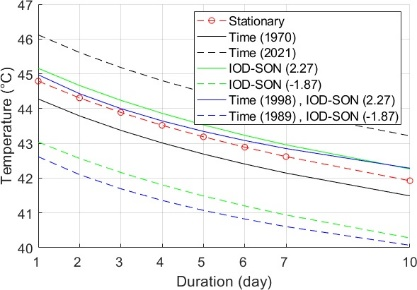 47
46
45
44
43
42
41
40
Temperature (°C)
Stationary
Time (1970)
Time (2021)
IOD-SON (2.27)
IOD-SON (-1.87)
Time (1998) , IOD-SON (2.27)
Time (1989) , IOD-SON (-1.87)
1 2 3 4 5 6 7 10
Duration (day)